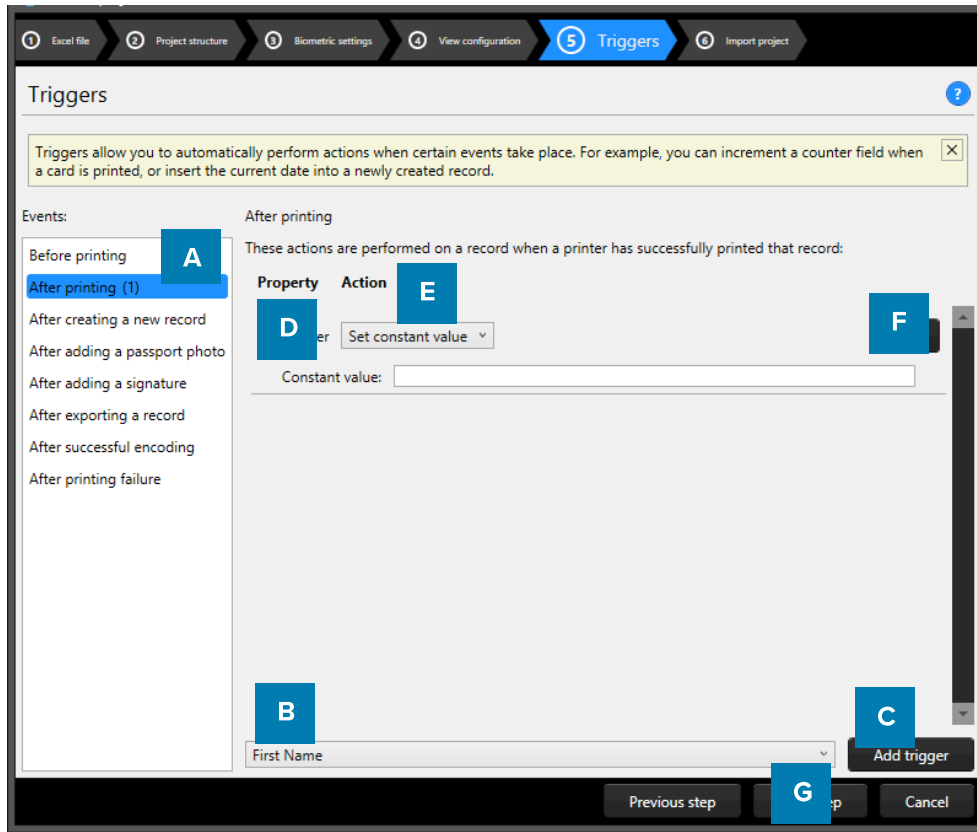 1 Excel file 2 Project structure 3 Biometric settings 4 View configuration 5 Triggers 6 Import project
Triggers
?
Triggers allow you to automatically perform actions when certain events take place. For example, you can increment a counter field when
a card is printed, or insert the current date into a newly created record.
Events:
Before printing
A
After printing (1)
After creating a new record
After adding a passport photo
After adding a signature
After exporting a record
After successful encoding
After printing failure
After printing
These actions are performed on a record when a printer has successfully printed that record:
Property Action
E
D
er Set constant value
F
Constant value:
B
C
First Name
Add trigger
Previous step
G
ep
Cancel